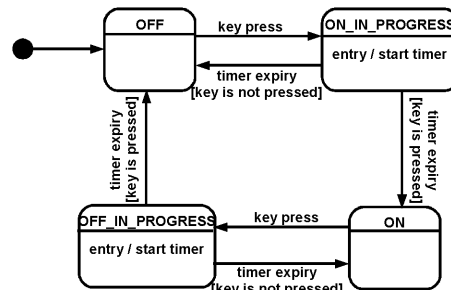 OFF
key press
ON_IN_PROGRESS
entry / start timer
timer expiry
[key is not pressed]
timer expiry
[key is pressed]
timer expiry
[key is pressed]
OFF_IN_PROGRESS
entry / start timer
key press
ON
timer expiry
[key is not pressed]